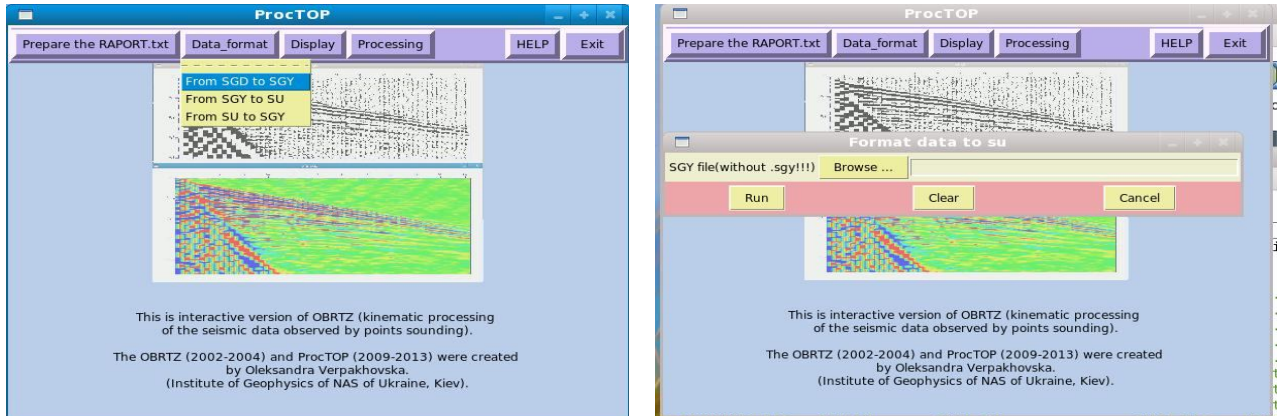 ProcTOP
Prepare the RAPORT.txt Data_format Display Processing HELP Exit
From SGD to SGY
From SGY to SU
From SU to SGY
This is interactive version of OBRTZ (kinematic processing
of the seismic data observed by points sounding).
The OBRTZ (2002-2004) and ProcTOP (2009-2013) were created
by Oleksandra Verpakhovska.
(Institute of Geophysics of NAS of Ukraine, Kiev).
ProcTOP
Prepare the RAPORT.txt Data_format Display Processing HELP Exit
Format data to su
SGY file(without .sgy!!!) Browse ...
Run Clear Cancel
This is interactive version of OBRTZ (kinematic processing
of the seismic data observed by points sounding).
The OBRTZ (2002-2004) and ProcTOP (2009-2013) were created
by Oleksandra Verpakhovska.
(Institute of Geophysics of NAS of Ukraine, Kiev).